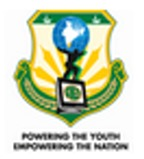 POWERING THE YOUTH
EMPOWERING THE NATION